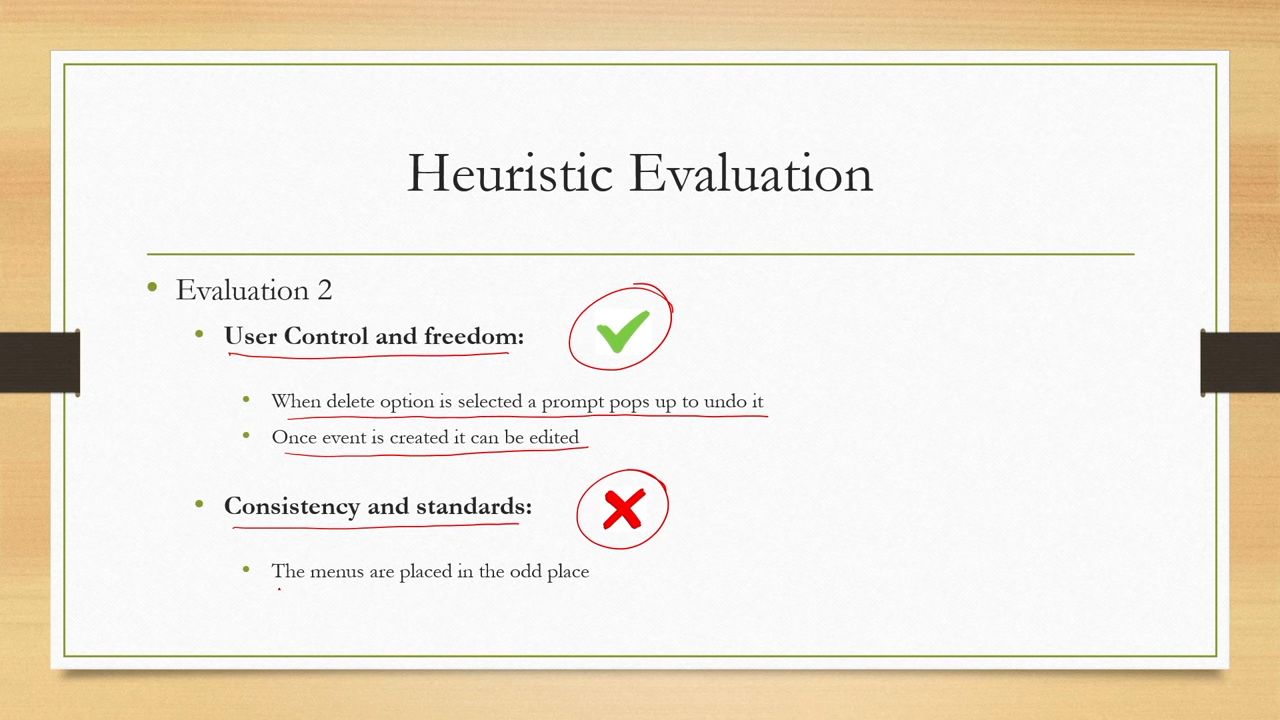 Heuristic Evaluation
Evaluation 2
User Control and freedom:
When delete option is selected a prompt pops up to undo it
Once event is created it can be edited
Consistency and standards:
The menus are placed in the odd place